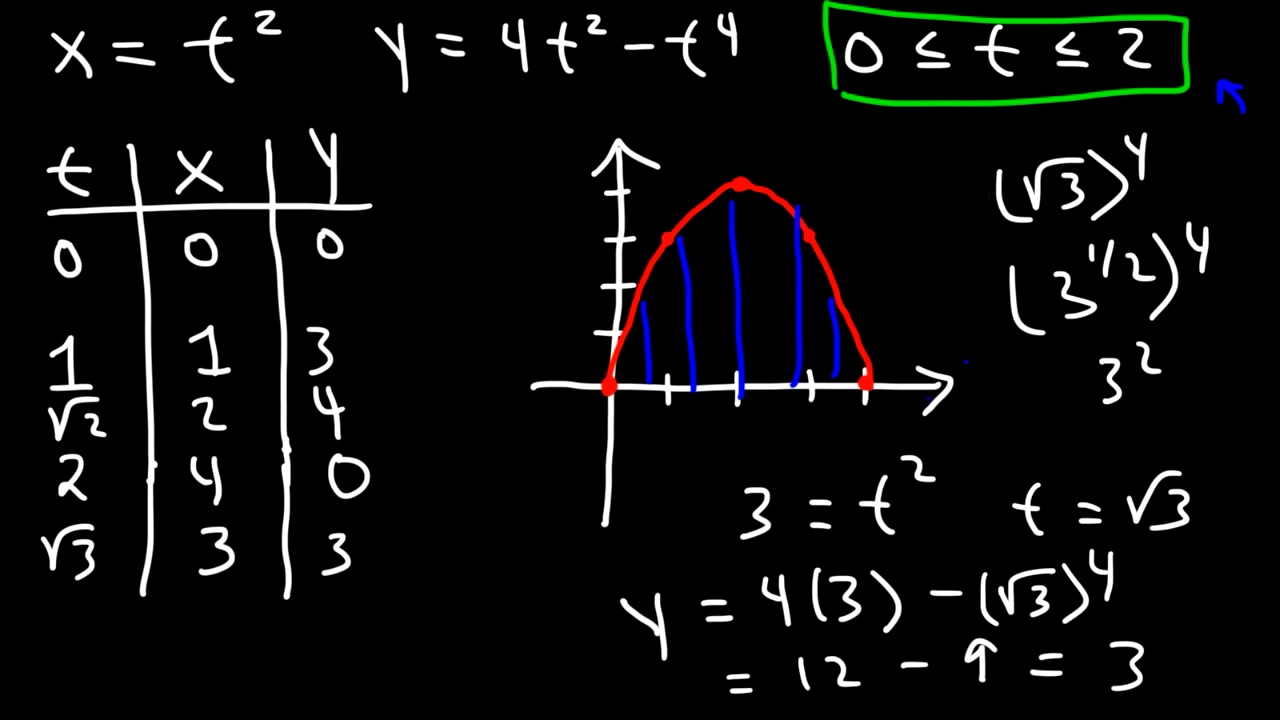 x = t² y = 4t² - t⁴ 0 ≤ t ≤ 2
t x y
0 0 0
1 1 3
√2 2 4
2 4 0
√3 3 3
(√3)⁴
(3^1/2)⁴
3²
3 = t² t = √3
y = 4(3) - (√3)⁴
= 12 - 9 = 3